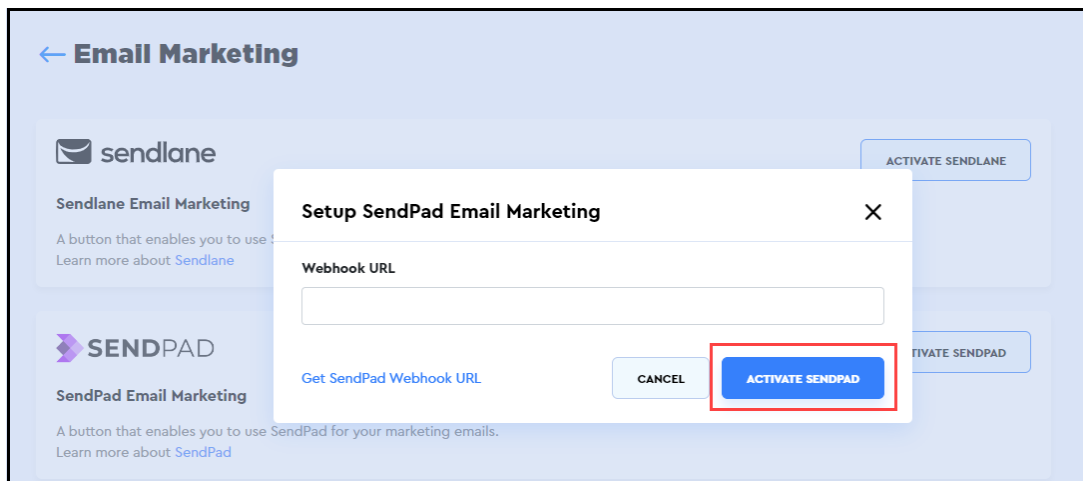 Email Marketing
sendlane
ACTIVATE SENDLANE
Sendlane Email Marketing
A button that enables you to use
Learn more about Sendlane
Setup SendPad Email Marketing
Webhook URL
Get SendPad Webhook URL
CANCEL
ACTIVATE SENDPAD
SENDPAD
TIVATE SENDPAD
SendPad Email Marketing
A button that enables you to use SendPad for your marketing emails.
Learn more about SendPad